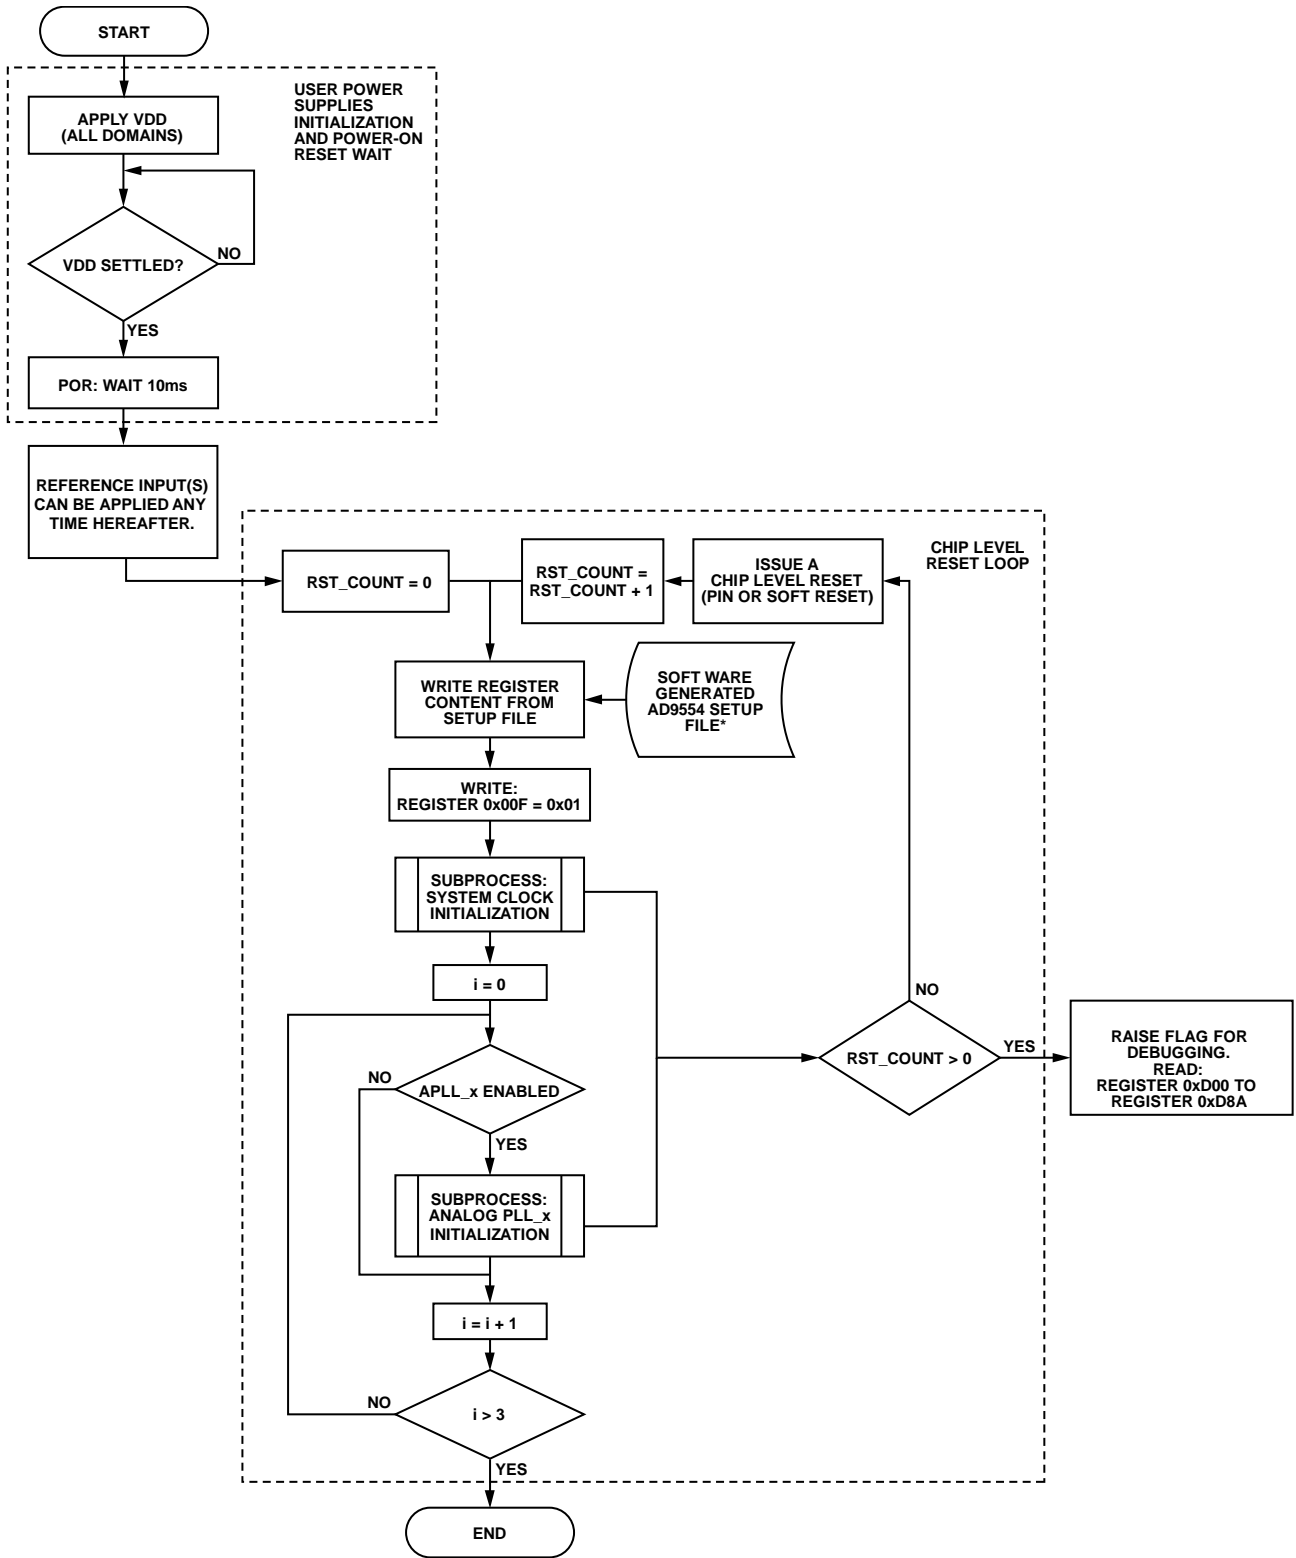 START
USER POWER
SUPPLIES
INITIALIZATION
AND POWER-ON
RESET WAIT
APPLY VDD
(ALL DOMAINS)
NO
VDD SETTLED?
YES
POR: WAIT 10ms
REFERENCE INPUT(S)
CAN BE APPLIED ANY
TIME HEREAFTER.
CHIP LEVEL
RESET LOOP
RST_COUNT = 0
RST_COUNT =
RST_COUNT + 1
ISSUE A
CHIP LEVEL RESET
(PIN OR SOFT RESET)
WRITE REGISTER
CONTENT FROM
SETUP FILE
SOFT WARE
GENERATED
AD9554 SETUP
FILE*
WRITE:
REGISTER 0x00F = 0x01
SUBPROCESS:
SYSTEM CLOCK
INITIALIZATION
i = 0
NO
APLL_x ENABLED
YES
NO
RST_COUNT > 0
YES
RAISE FLAG FOR
DEBUGGING.
READ:
REGISTER 0xD00 TO
REGISTER 0xD8A
SUBPROCESS:
ANALOG PLL_x
INITIALIZATION
i = i + 1
NO
i > 3
YES
END